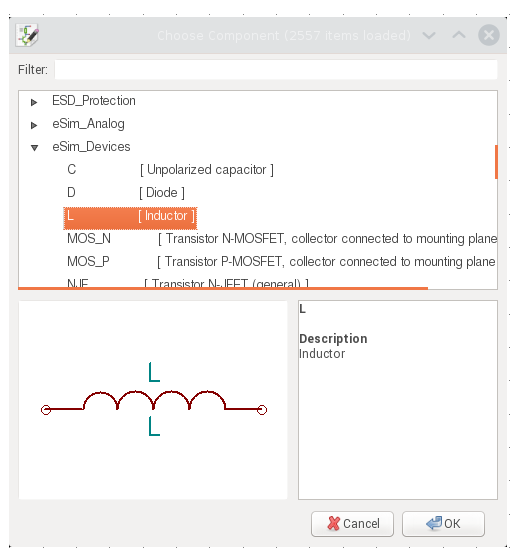 Choose Component (2557 items loaded)
Filter:
ESD_Protection
eSim_Analog
eSim_Devices
C [ Unpolarized capacitor ]
D [ Diode ]
L [ Inductor ]
MOS_N [ Transistor N-MOSFET, collector connected to mounting plane
MOS_P [ Transistor P-MOSFET, collector connected to mounting plane
NJF [ Transistor N-JFET (general) ]
L
Description
Inductor
L
L
Cancel OK